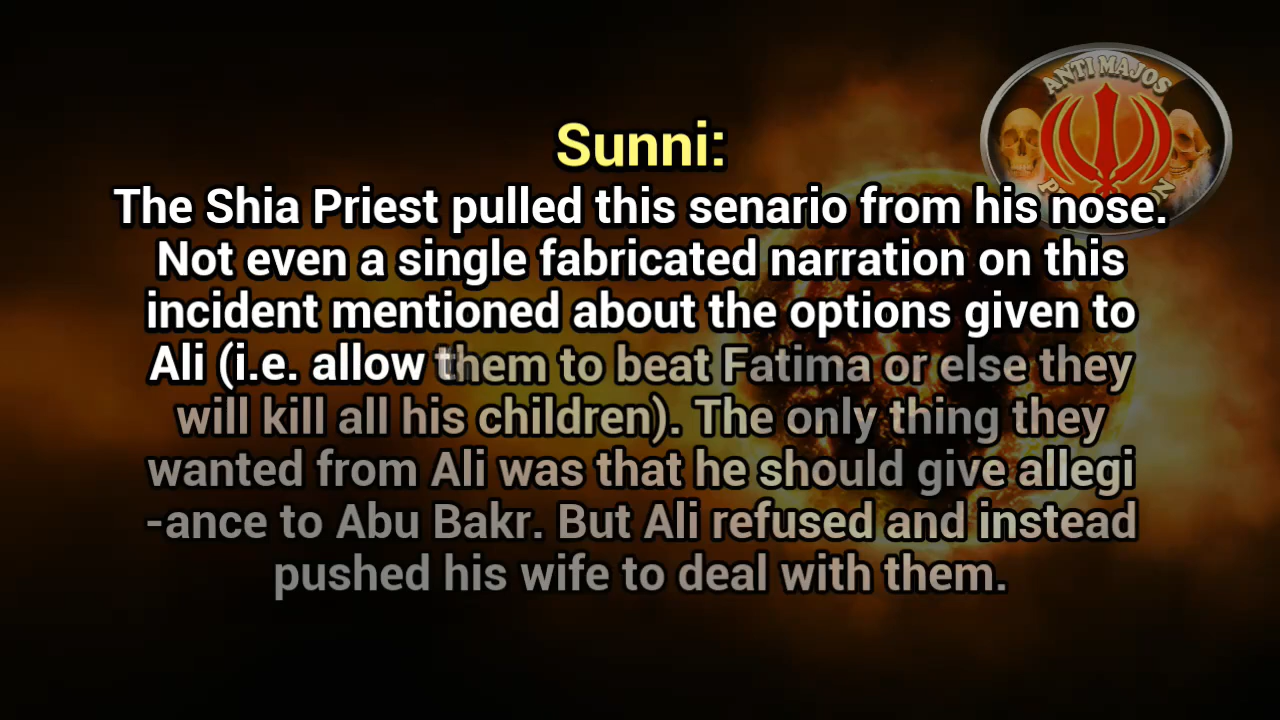 ANTI MAJOS
Sunni:
The Shia Priest pulled this senario from his nose.
Not even a single fabricated narration on this
incident mentioned about the options given to
Ali (i.e. allow them to beat Fatima or else they
will kill all his children). The only thing they
wanted from Ali was that he should give allegi
-ance to Abu Bakr. But Ali refused and instead
pushed his wife to deal with them.